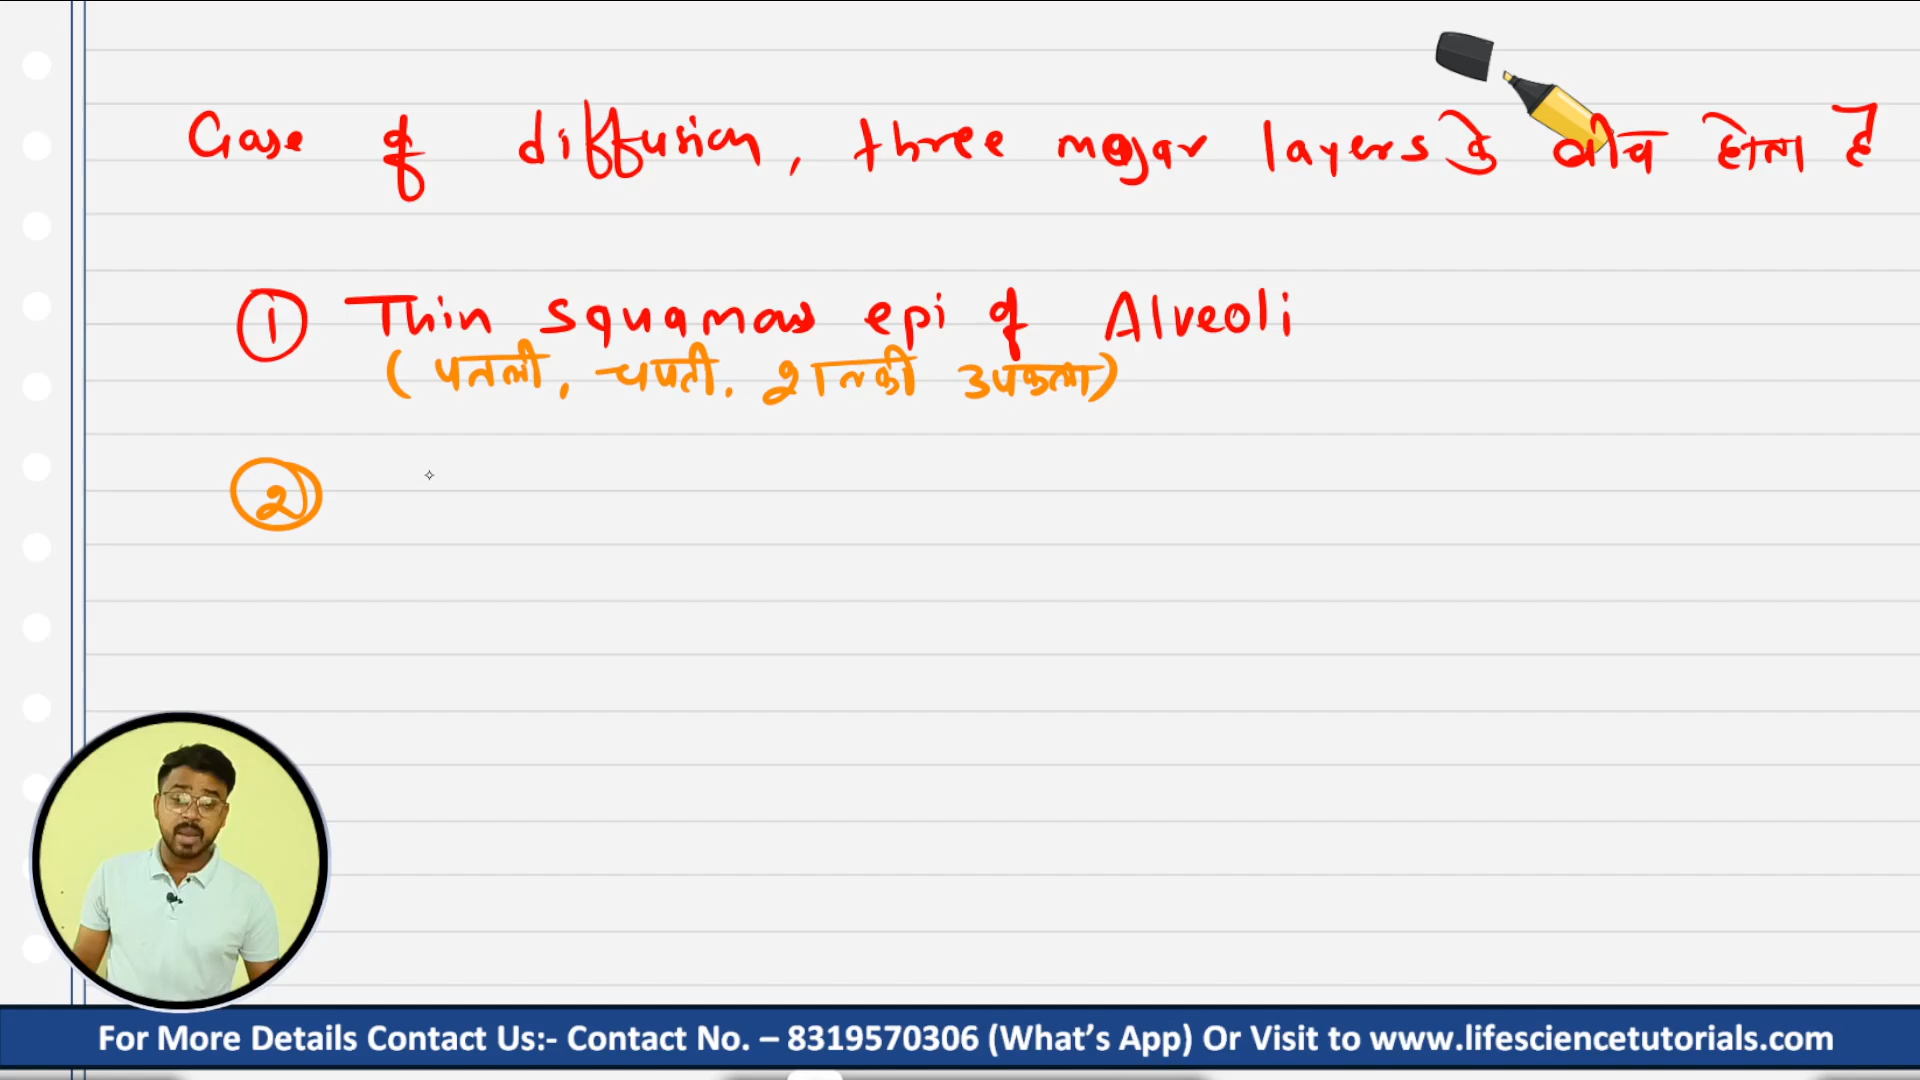 Gase of diffusion, three major layers के बीच होता है
① Thin squamous epi of Alveoli
(पतली, चपटी, शल्की उपकला)
②
For More Details Contact Us:- Contact No. – 8319570306 (What's App) Or Visit to www.lifesciencetutorials.com